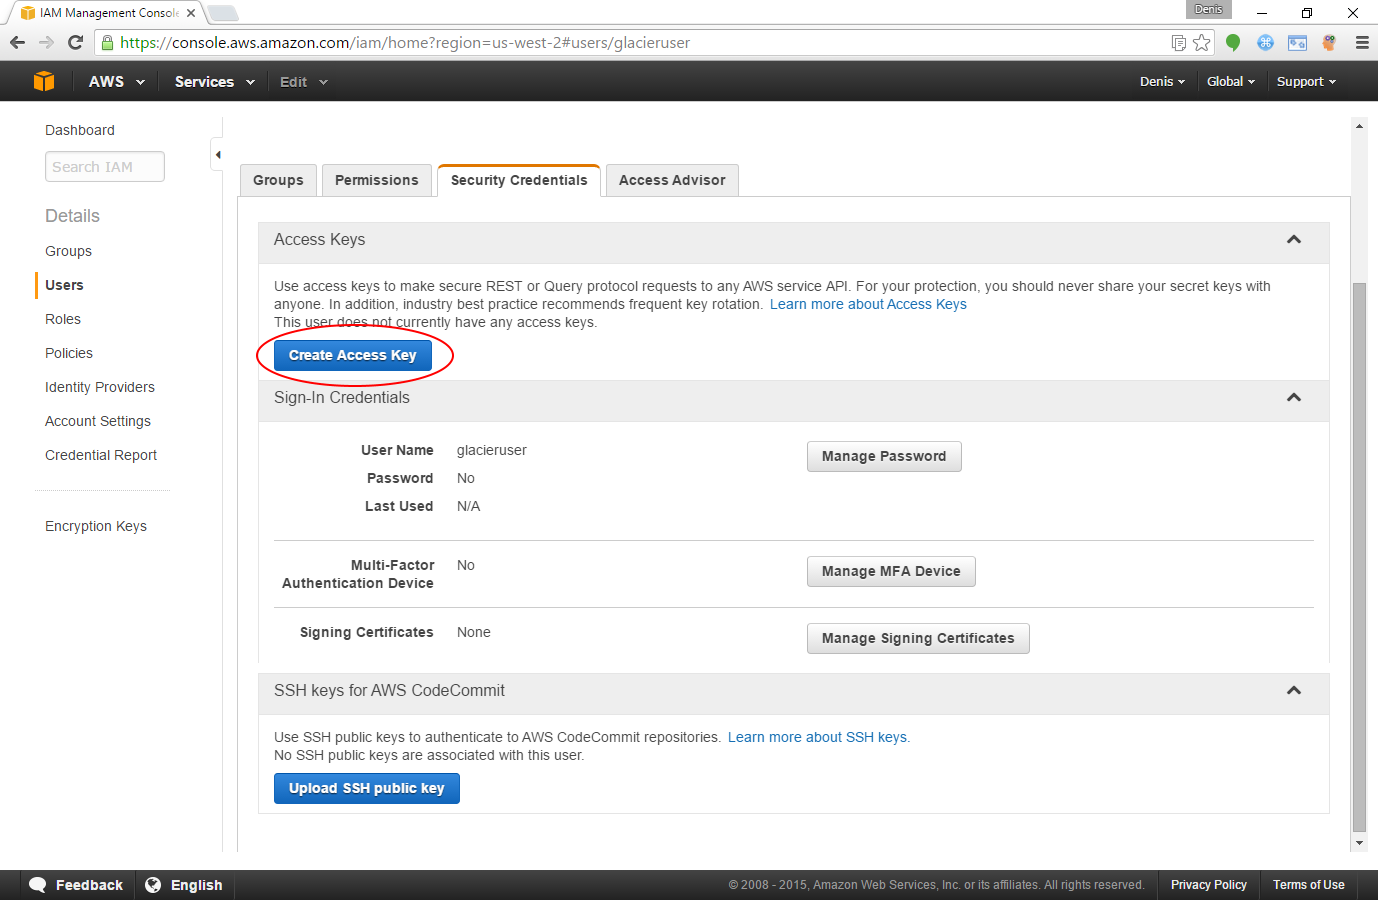 IAM Management Console
Denis
https://console.aws.amazon.com/iam/home?region=us-west-2#users/glacieruser
AWS Services Edit Denis Global Support
Dashboard
Search IAM
Details
Groups
Users
Roles
Policies
Identity Providers
Account Settings
Credential Report
Encryption Keys
Groups Permissions Security Credentials Access Advisor
Access Keys
Use access keys to make secure REST or Query protocol requests to any AWS service API. For your protection, you should never share your secret keys with
anyone. In addition, industry best practice recommends frequent key rotation. Learn more about Access Keys
This user does not currently have any access keys.
Create Access Key
Sign-In Credentials
User Name glacieruser Manage Password
Password No
Last Used N/A
Multi-Factor No
Authentication Device Manage MFA Device
Signing Certificates None Manage Signing Certificates
SSH keys for AWS CodeCommit
Use SSH public keys to authenticate to AWS CodeCommit repositories. Learn more about SSH keys.
No SSH public keys are associated with this user.
Upload SSH public key
Feedback English © 2008 - 2015, Amazon Web Services, Inc. or its affiliates. All rights reserved. Privacy Policy Terms of Use